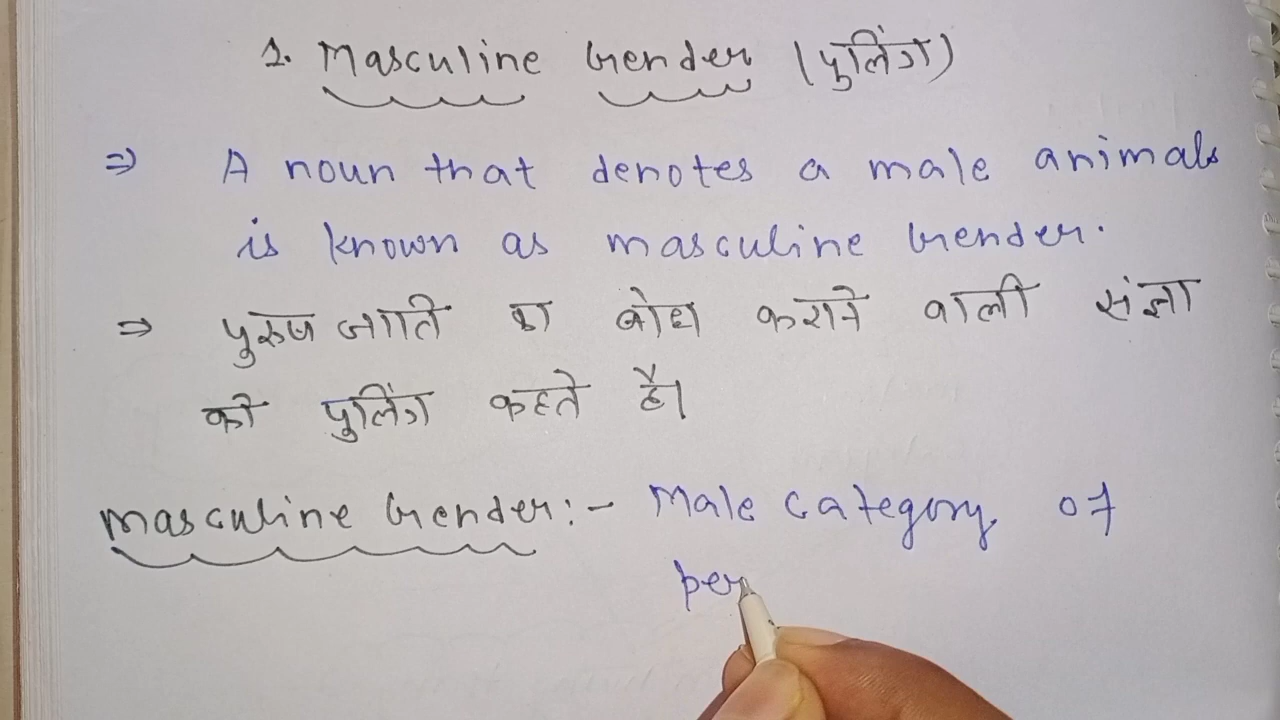 1. Masculine Gender (पुलिंग)
⇒ A noun that denotes a male animals
is known as masculine Gender.
⇒ पुरुष जाति का बोध कराने वाली संज्ञा
को पुलिंग कहते है।
Masculine Gender:- Male category of
per